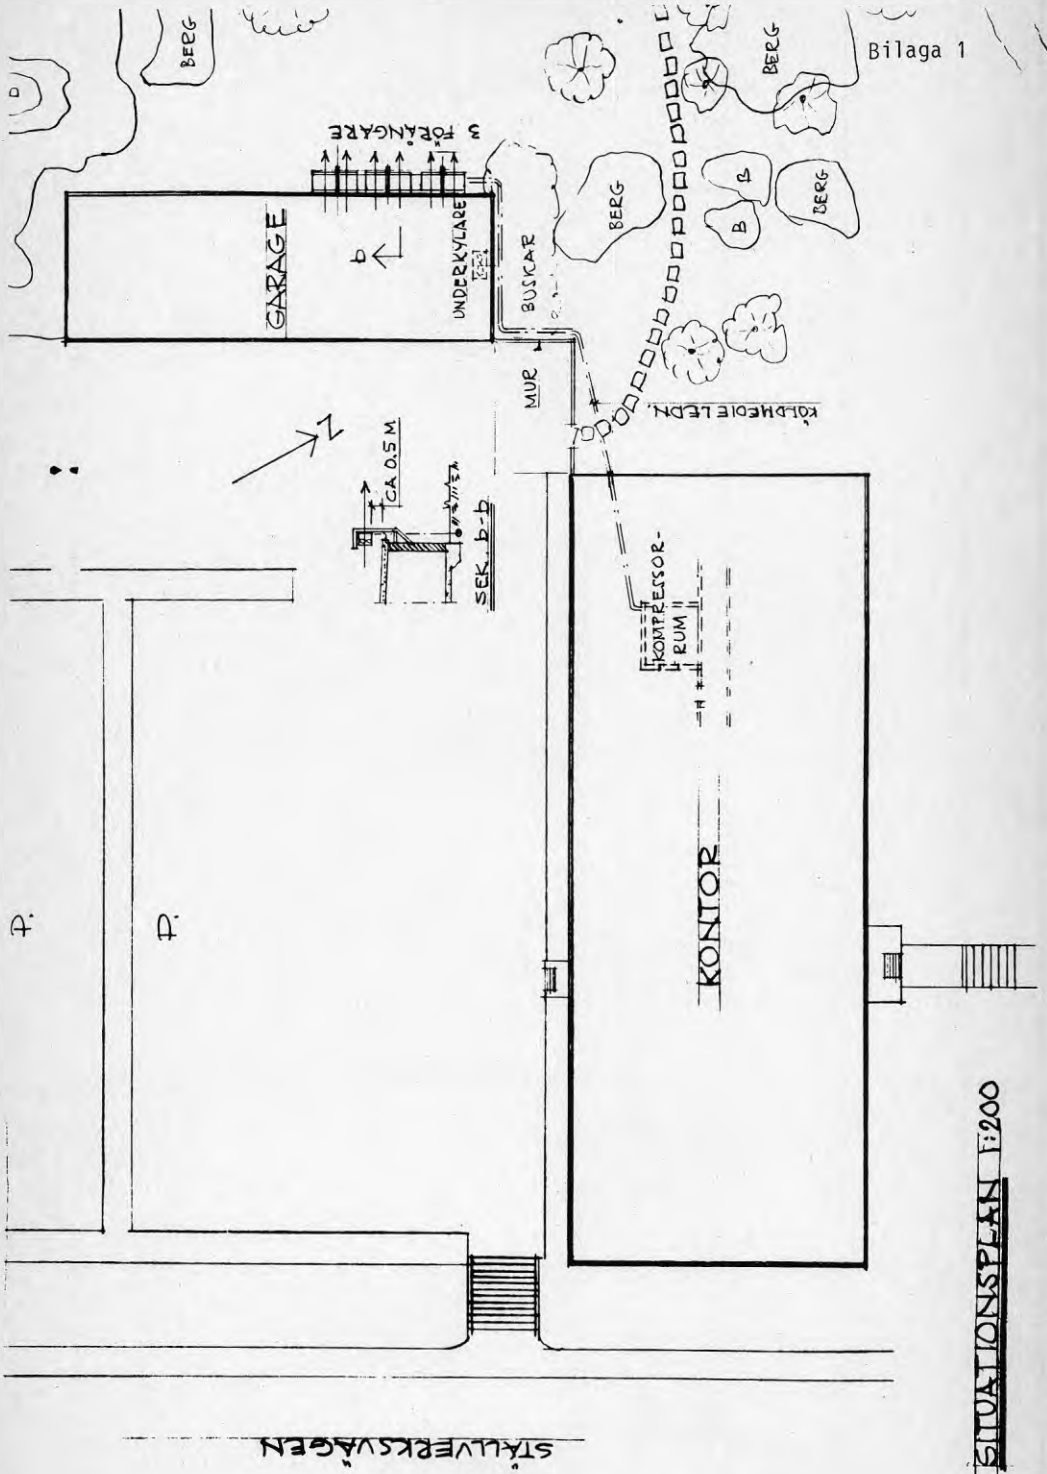 Bilaga 1
BERG
BERG
3 FÖRÅNGARE
GARAGE
b
UNDERKYLARE
BUSKAR
BERG
B
B
BERG
MUR
KÖLDMEDIELEDN.
N
CA 0.5 M
SEK. b-b
KOMPRESSOR-
RUM
KONTOR
P.
P.
SITUATIONSPLAN 1:200
STÄLLVERKSVÄGEN